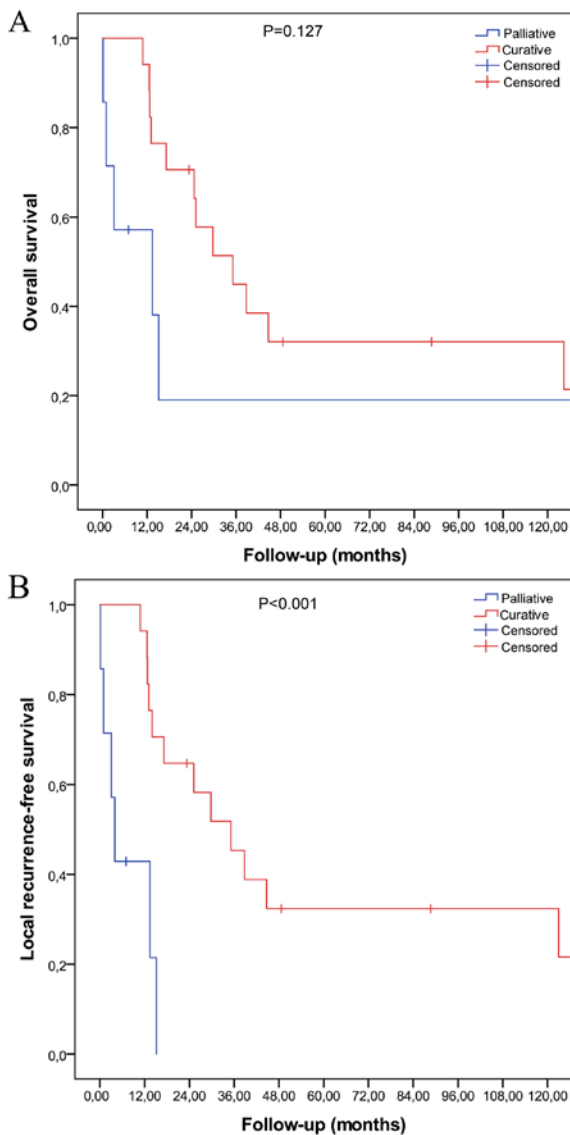 A
P=0.127
Palliative
Curative
Censored
Censored
1,0
0,8
0,6
0,4
0,2
0,0
Overall survival
0,00 12,00 24,00 36,00 48,00 60,00 72,00 84,00 96,00 108,00 120,00
Follow-up (months)
B
P<0.001
Palliative
Curative
Censored
Censored
1,0
0,8
0,6
0,4
0,2
0,0
Local recurrence-free survival
0,00 12,00 24,00 36,00 48,00 60,00 72,00 84,00 96,00 108,00 120,00
Follow-up (months)